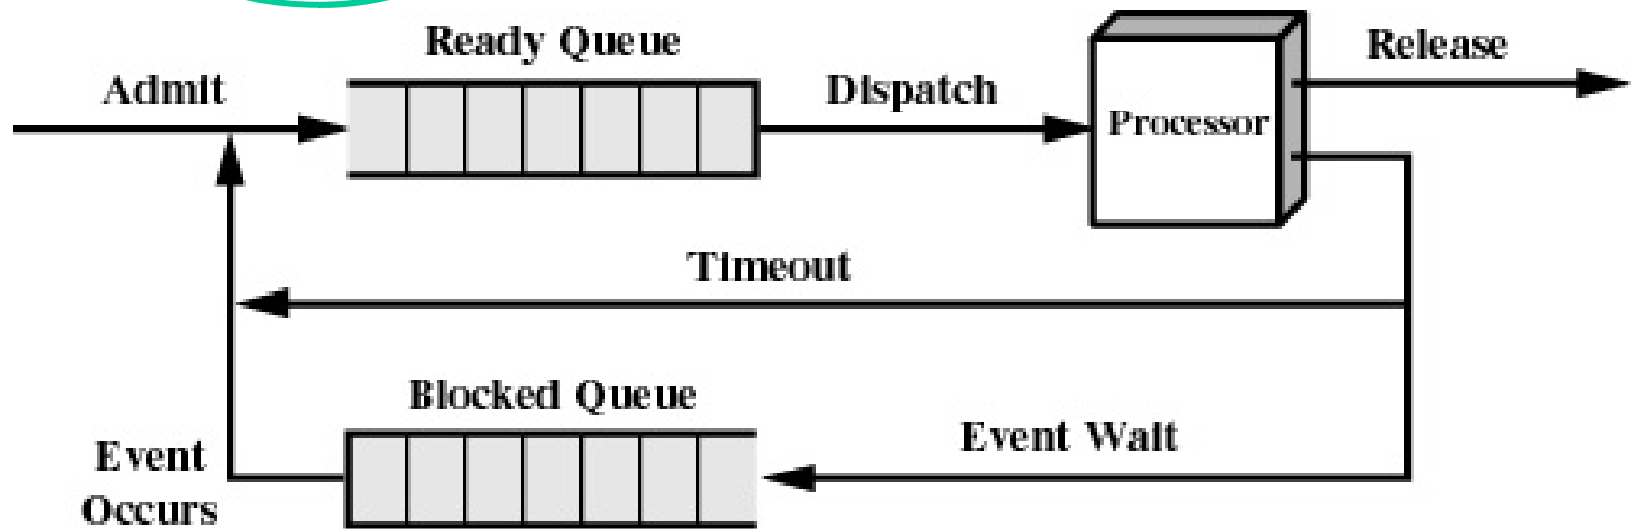 Ready Queue
Release
Admit
Dispatch
Processor
Timeout
Blocked Queue
Event Wait
Event
Occurs